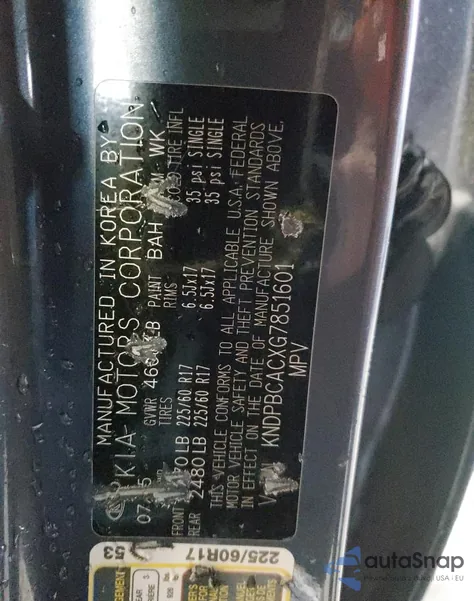 MANUFACTURED IN KOREA BY
KIA MOTORS CORPORATION
GVWR PAINT BAH WK
TIRES RIMS COLD TIRE INFL
FRONT LB 225/60 R17 6.5Jx17 35 psi SINGLE
REAR 2480LB 225/60 R17 6.5Jx17 35 psi SINGLE
THIS VEHICLE CONFORMS TO ALL APPLICABLE U.S.A. FEDERAL
MOTOR VEHICLE SAFETY AND THEFT PREVENTION STANDARDS
IN EFFECT ON THE DATE OF MANUFACTURE SHOWN ABOVE.
KNDPBCACXG7851601
MPV
53
225/60R17
autoSnap